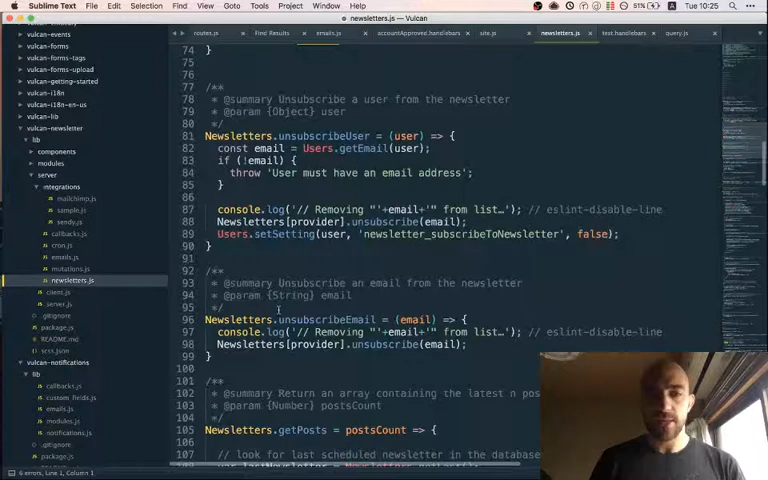 Sublime Text File Edit Selection Find View Goto Tools Project Window Help 51% A Tue 10:25
newsletters.js — Vulcan
routes.js Find Results emails.js accountApproved.handlebars site.js newsletters.js test.handlebars query.js
vulcan-events
vulcan-forms
vulcan-forms-tags
vulcan-forms-upload
vulcan-getting-started
vulcan-i18n
vulcan-i18n-en-us
vulcan-lib
vulcan-newsletter
lib
components
modules
server
integrations
mailchimp.js
sample.js
sendy.js
callbacks.js
cron.js
emails.js
mutations.js
newsletters.js
client.js
server.js
.gitignore
package.js
README.md
scss.json
vulcan-notifications
lib
callbacks.js
custom_fields.js
emails.js
modules.js
notifications.js
.gitignore
package.js
74 }
75
76
77 /**
78 * @summary Unsubscribe a user from the newsletter
79 * @param {Object} user
80 */
81 Newsletters.unsubscribeUser = (user) => {
82 const email = Users.getEmail(user);
83 if (!email) {
84 throw 'User must have an email address';
85 }
86
87 console.log('// Removing "'+email+'" from list…'); // eslint-disable-line
88 Newsletters[provider].unsubscribe(email);
89 Users.setSetting(user, 'newsletter_subscribeToNewsletter', false);
90 }
91
92 /**
93 * @summary Unsubscribe an email from the newsletter
94 * @param {String} email
95 */
96 Newsletters.unsubscribeEmail = (email) => {
97 console.log('// Removing "'+email+'" from list…'); // eslint-disable-line
98 Newsletters[provider].unsubscribe(email);
99 }
100
101 /**
102 * @summary Return an array containing the latest n pos
103 * @param {Number} postsCount
104 */
105 Newsletters.getPosts = postsCount => {
106
107 // look for last scheduled newsletter in the databas
6 errors, Line 1, Column 1